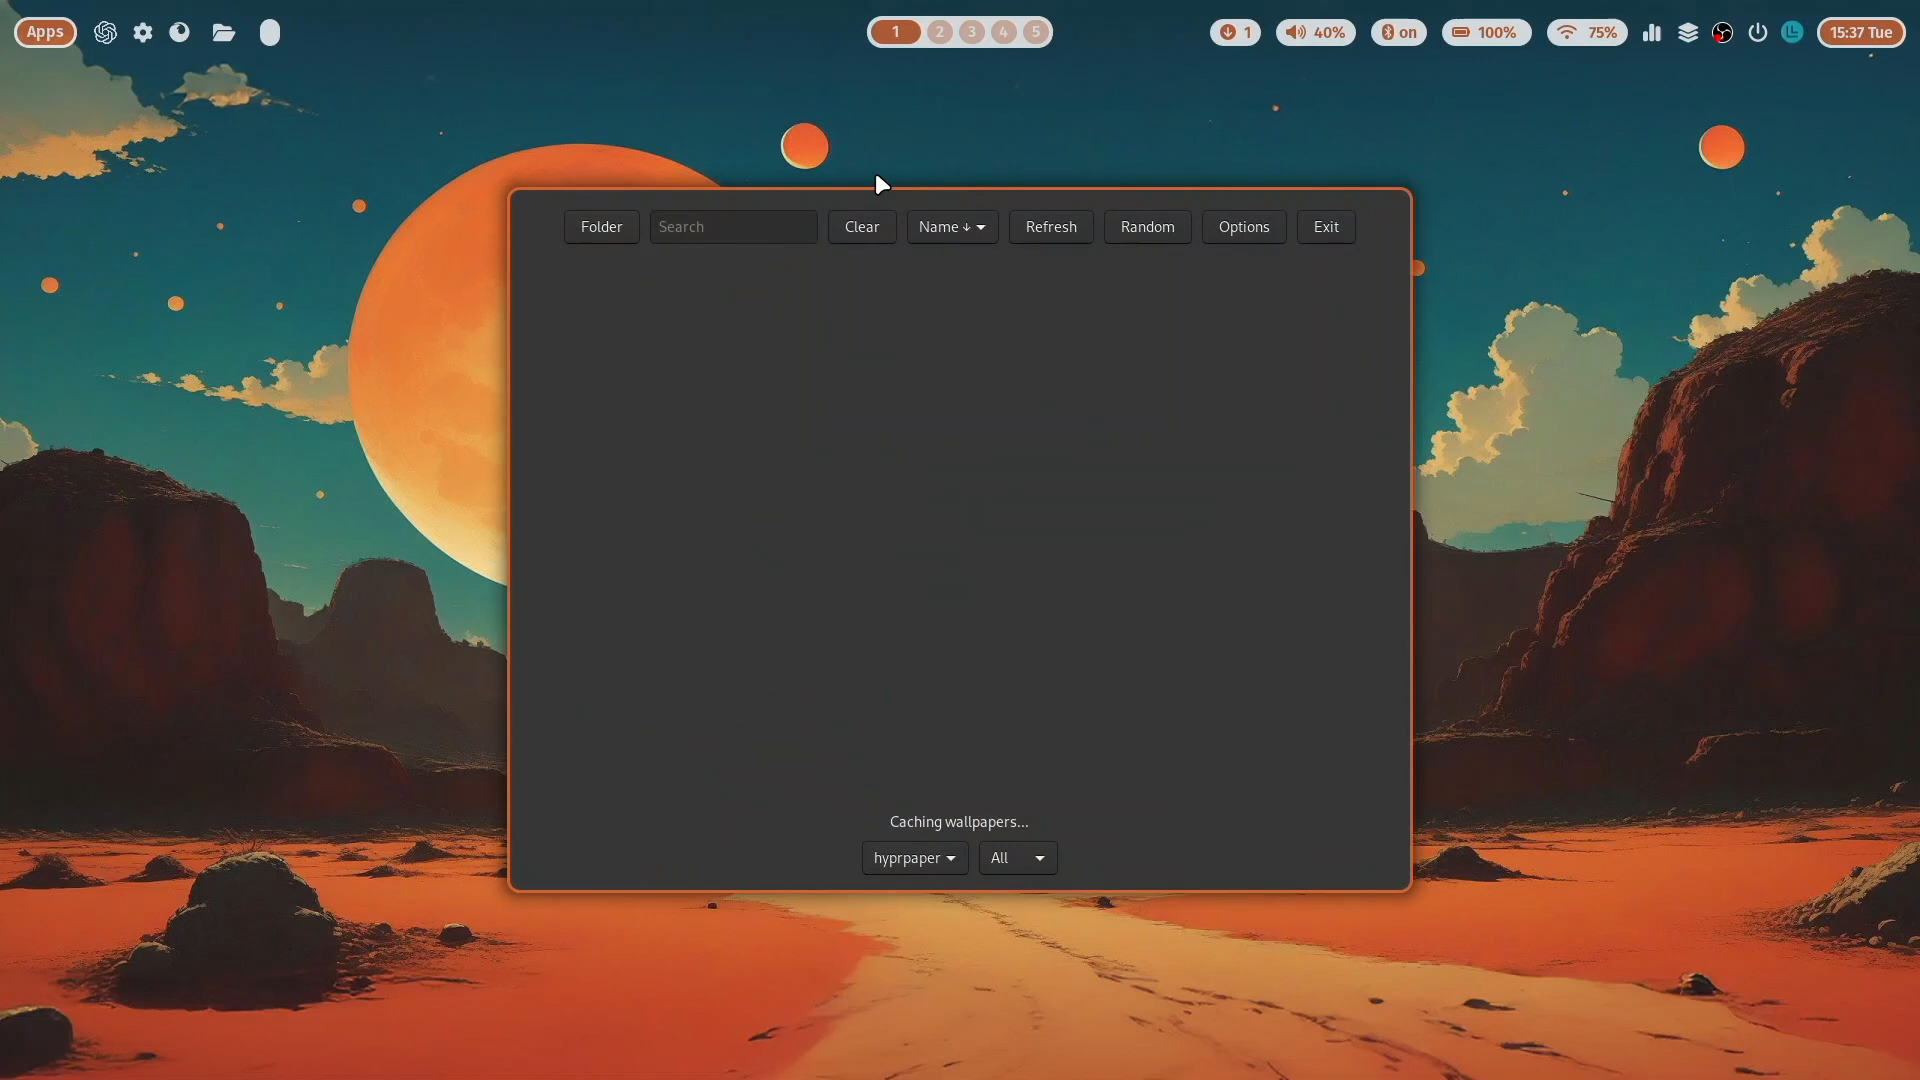 Apps
1 2 3 4 5
1 40% on 100% 75% 15:37 Tue
Folder Search Clear Name ↓ Refresh Random Options Exit
Caching wallpapers...
hyprpaper All